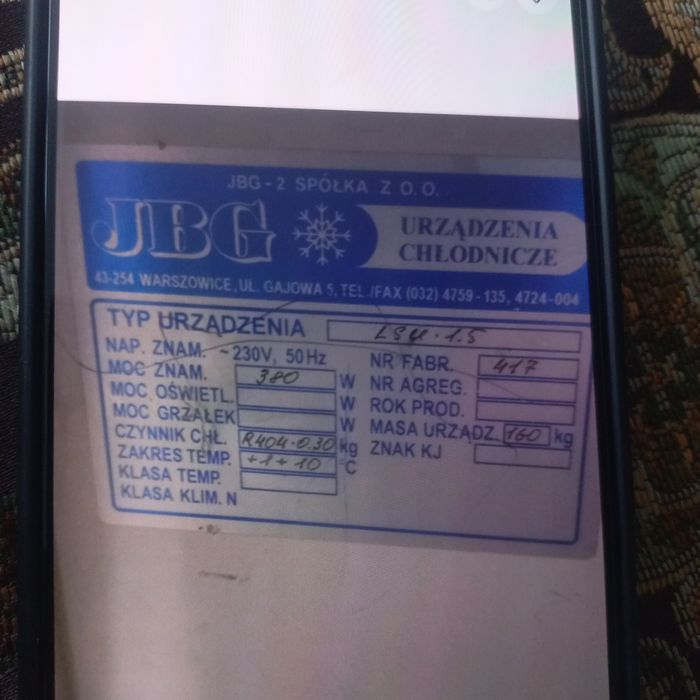 JBG-2 SPÓŁKA Z O.O.
JBG
URZĄDZENIA
CHŁODNICZE
43-254 WARSZOWICE, UL. GAJOWA 5, TEL./FAX (032) 4759-135, 4724-004
TYP URZĄDZENIA LSU-1.5
NAP. ZNAM. ~230V, 50Hz
MOC ZNAM. 380 W
MOC OŚWIETL. W
MOC GRZAŁEK W
CZYNNIK CHŁ. R404-0.30 kg
ZAKRES TEMP. +1+10 °C
KLASA TEMP.
KLASA KLIM. N
NR FABR. 417
NR AGREG.
ROK PROD.
MASA URZĄDZ. 160 kg
ZNAK KJ